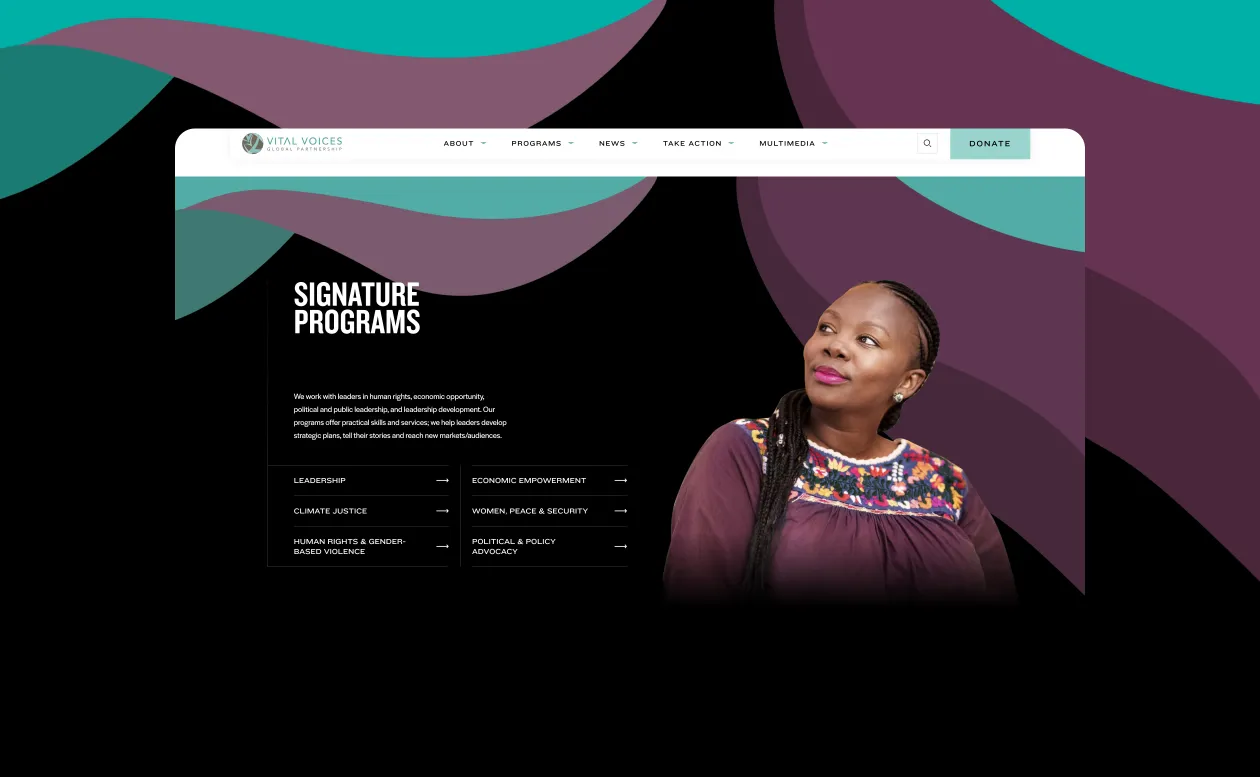 VITAL VOICES
GLOBAL PARTNERSHIP
ABOUT
PROGRAMS
NEWS
TAKE ACTION
MULTIMEDIA
DONATE
SIGNATURE
PROGRAMS
We work with leaders in human rights, economic opportunity,
political and public leadership, and leadership development. Our
programs offer practical skills and services; we help leaders develop
strategic plans, tell their stories and reach new markets/audiences.
LEADERSHIP
ECONOMIC EMPOWERMENT
CLIMATE JUSTICE
WOMEN, PEACE & SECURITY
HUMAN RIGHTS & GENDER-
BASED VIOLENCE
POLITICAL & POLICY
ADVOCACY